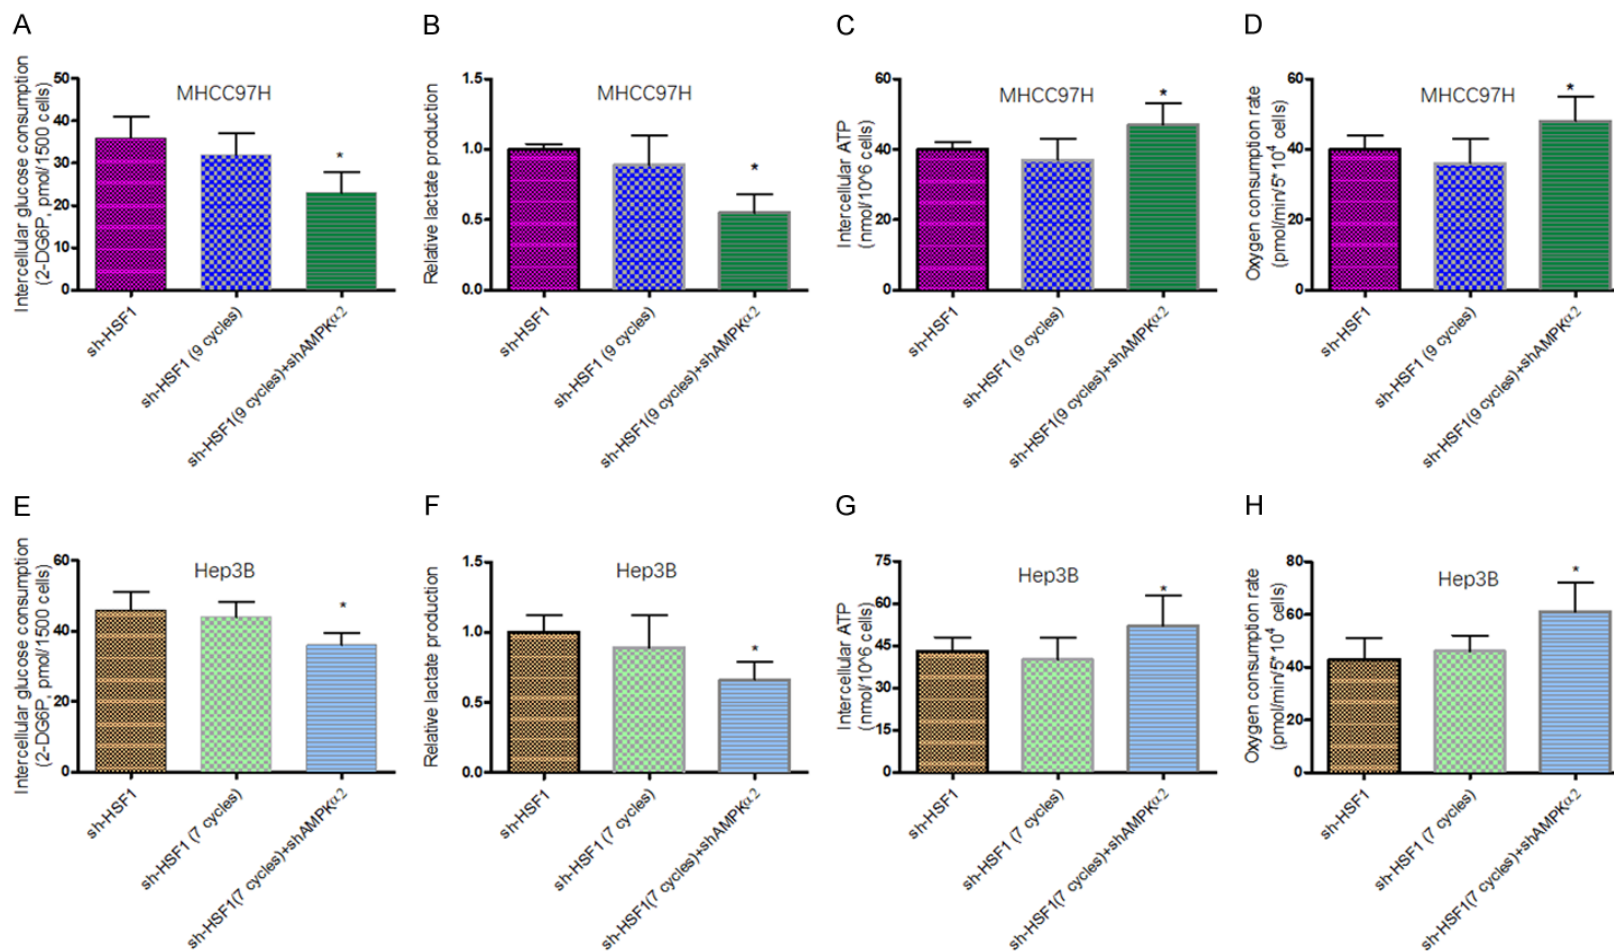 A
Intercellular glucose consumption
(2-DG6P, pmol/1500 cells)
MHCC97H
50
40
30
20
10
0
*
sh-HSF1
sh-HSF1 (9 cycles)
sh-HSF1(9 cycles)+shAMPKα2
B
Relative lactate production
MHCC97H
1.5
1.0
0.5
0.0
*
sh-HSF1
sh-HSF1 (9 cycles)
sh-HSF1(9 cycles)+shAMPKα2
C
Intercellular ATP
(nmol/10^6 cells)
MHCC97H
60
40
20
0
*
sh-HSF1
sh-HSF1 (9 cycles)
sh-HSF1(9 cycles)+shAMPKα2
D
Oxygen consumption rate
(pmol/min/5*10^4 cells)
MHCC97H
60
40
20
0
*
sh-HSF1
sh-HSF1 (9 cycles)
sh-HSF1(9 cycles)+shAMPKα2
E
Intercellular glucose consumption
(2-DG6P, pmol/1500 cells)
Hep3B
60
40
20
0
*
sh-HSF1
sh-HSF1 (7 cycles)
sh-HSF1(7 cycles)+shAMPKα2
F
Relative lactate production
Hep3B
1.5
1.0
0.5
0.0
*
sh-HSF1
sh-HSF1 (7 cycles)
sh-HSF1(7 cycles)+shAMPKα2
G
Intercellular ATP
(nmol/10^6 cells)
Hep3B
75
60
45
30
15
0
*
sh-HSF1
sh-HSF1 (7 cycles)
sh-HSF1(7 cycles)+shAMPKα2
H
Oxygen consumption rate
(pmol/min/5*10^4 cells)
Hep3B
80
60
40
20
0
*
sh-HSF1
sh-HSF1 (7 cycles)
sh-HSF1(7 cycles)+shAMPKα2